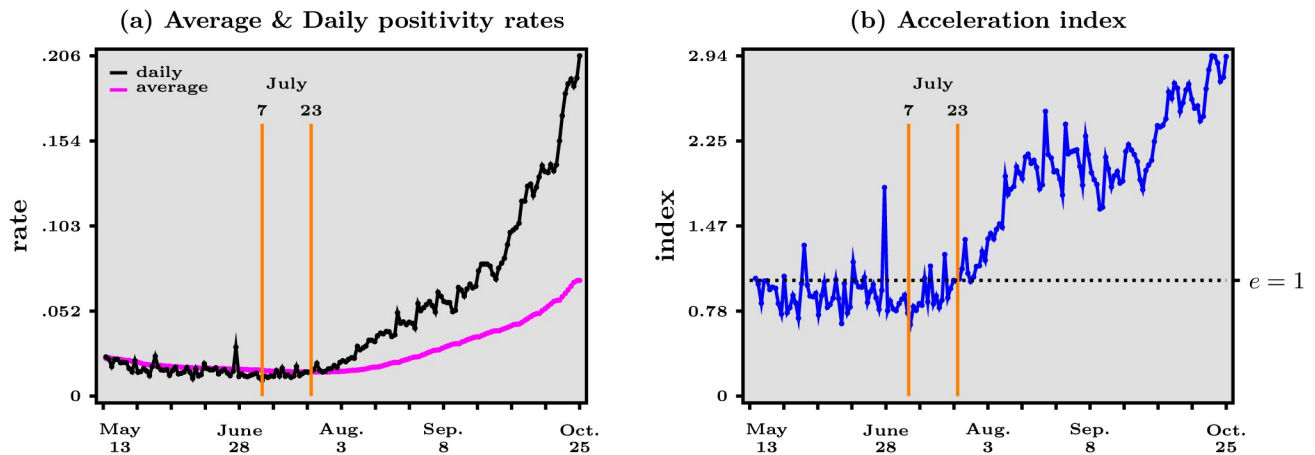 (a) Average & Daily positivity rates
.206
.154
.103
.052
0
rate
daily
average
July
7 23
May 13
June 28
Aug. 3
Sep. 8
Oct. 25
(b) Acceleration index
2.94
2.25
1.47
0.78
0
index
July
7 23
e = 1
May 13
June 28
Aug. 3
Sep. 8
Oct. 25